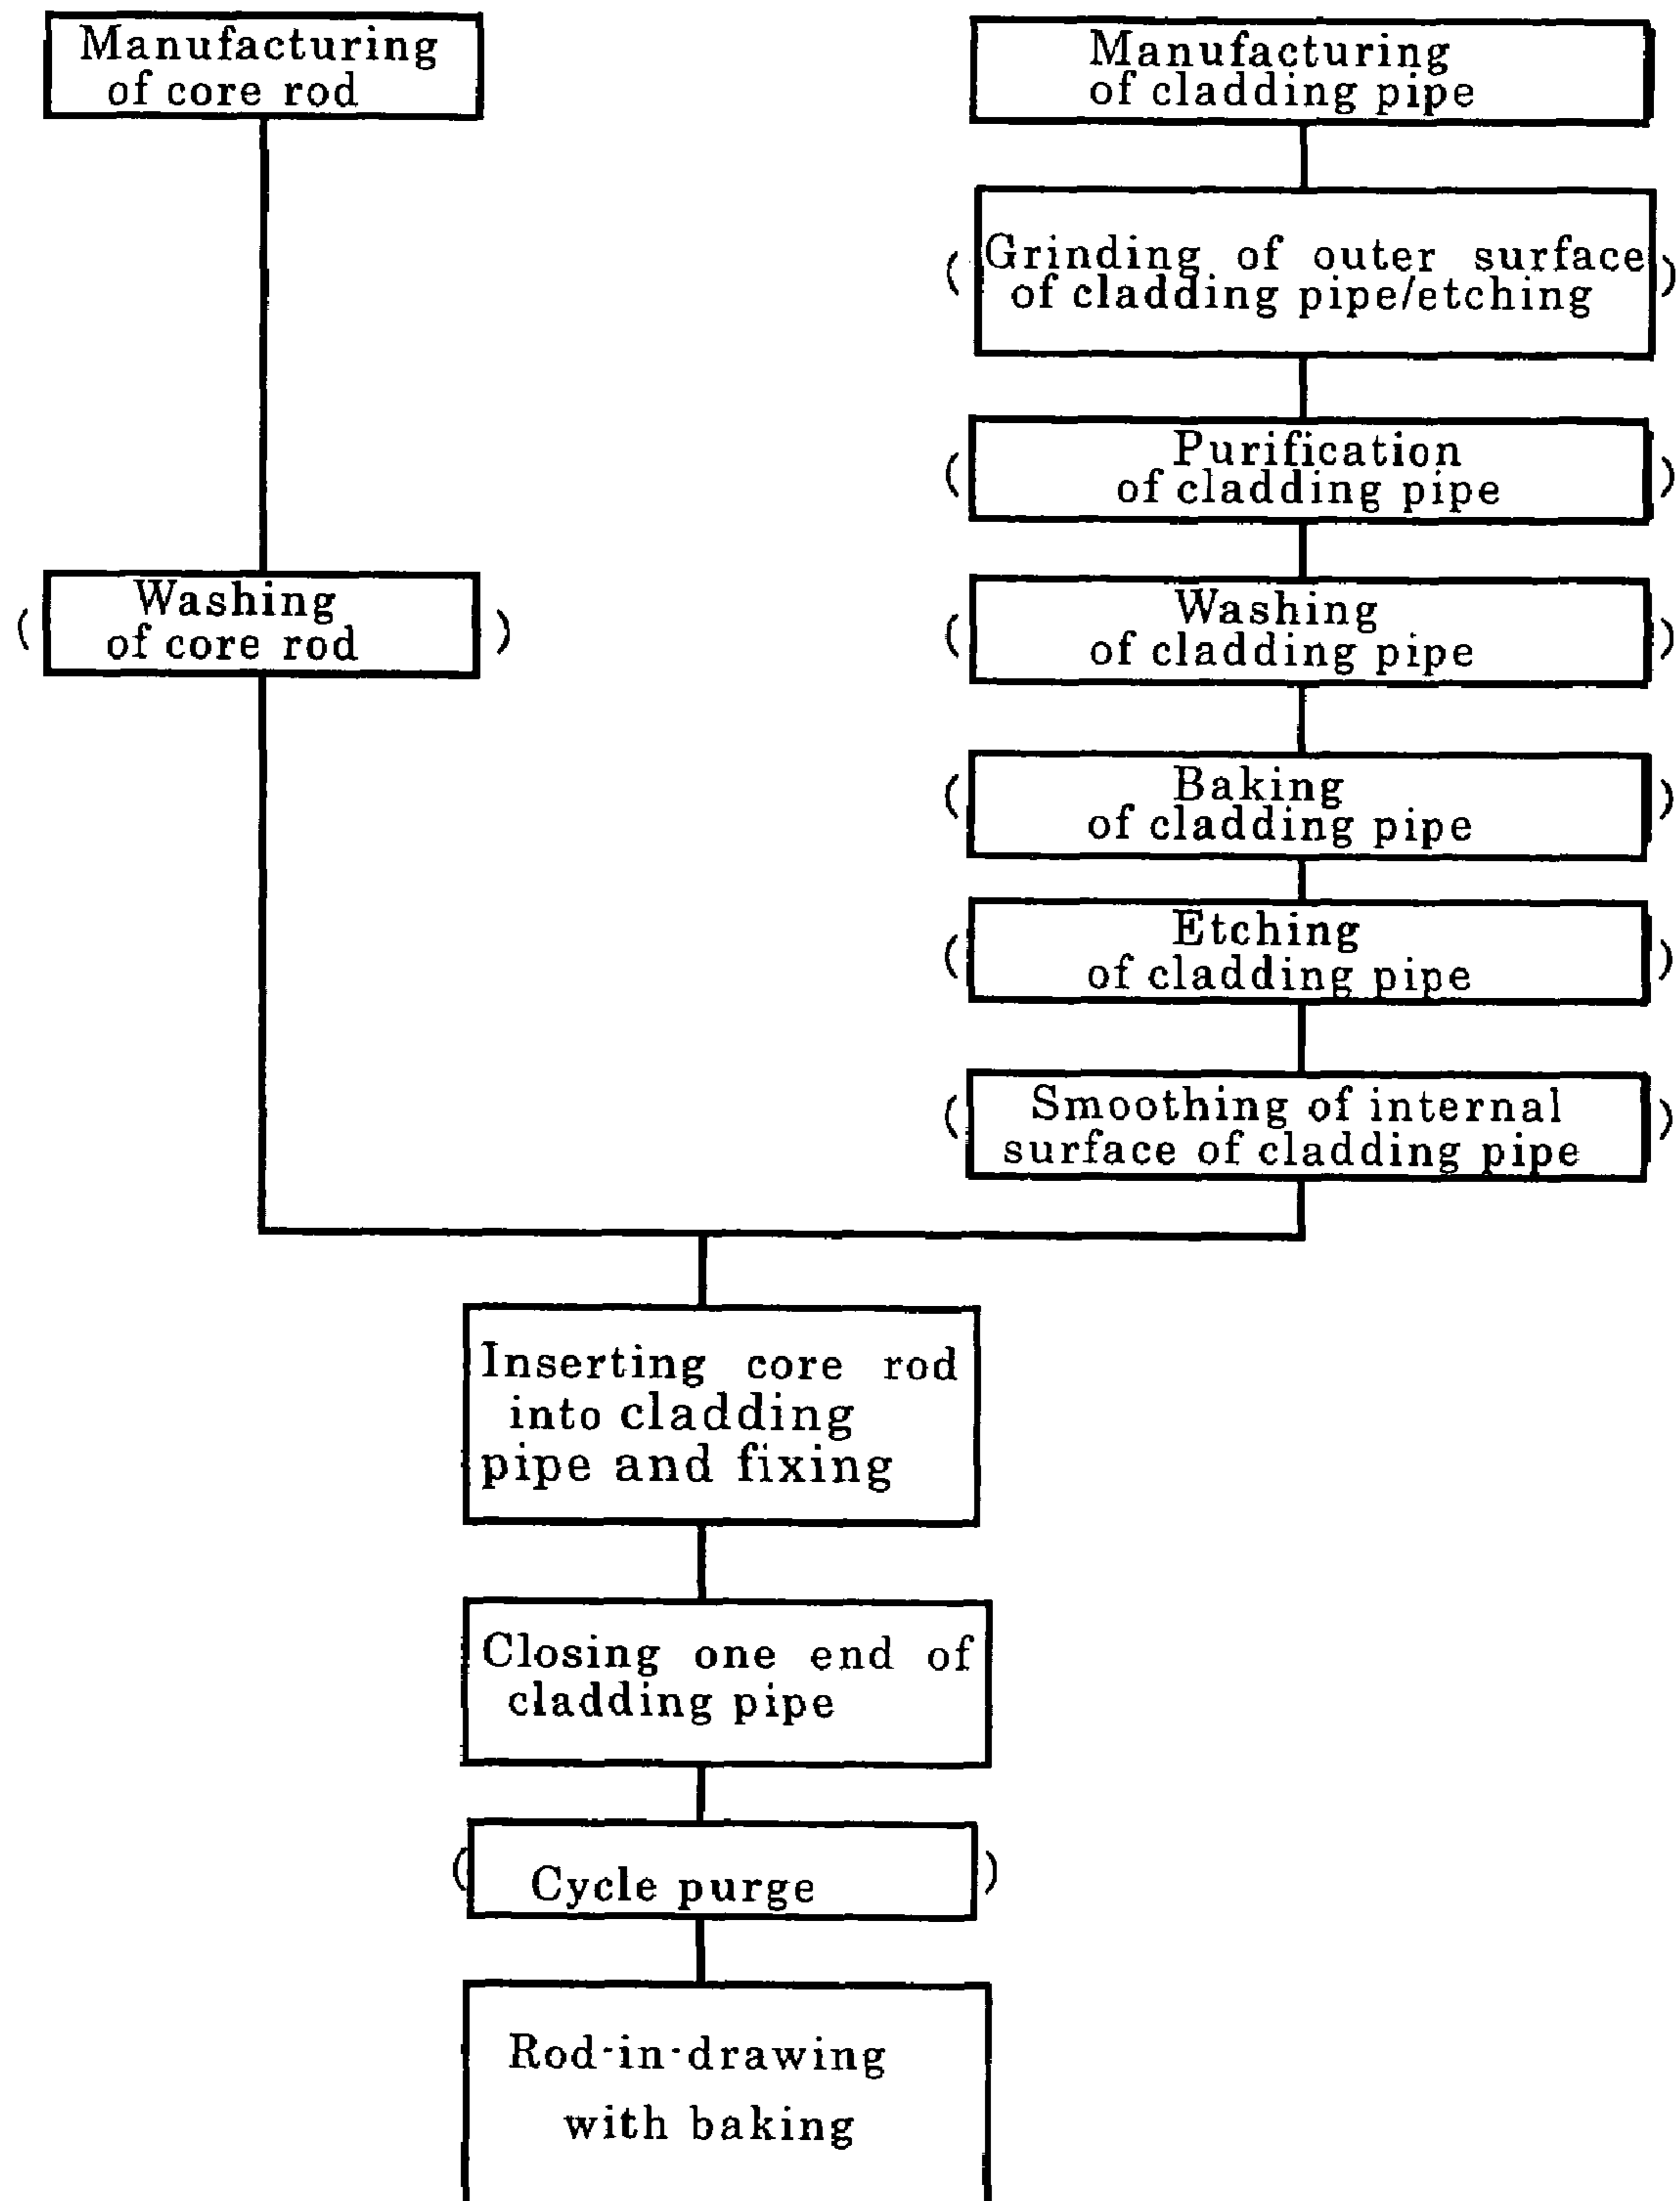 Manufacturing
of core rod
Manufacturing
of cladding pipe
( Grinding of outer surface )
of cladding pipe/etching
( Purification )
of cladding pipe
( Washing )
of core rod
( Washing )
of cladding pipe
( Baking )
of cladding pipe
( Etching )
of cladding pipe
( Smoothing of internal )
surface of cladding pipe
Inserting core rod
into cladding
pipe and fixing
Closing one end of
cladding pipe
( Cycle purge )
Rod-in-drawing
with baking